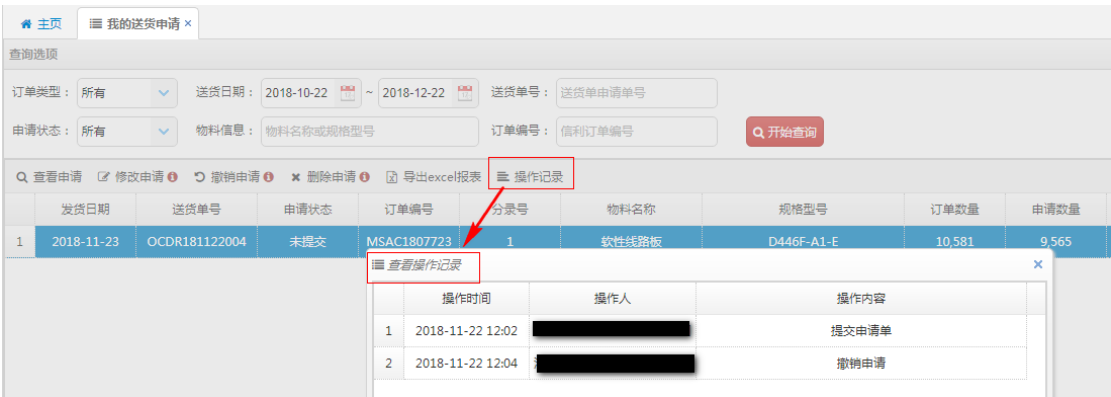 主页 我的送货申请 ×
查询选项
订单类型： 所有 送货日期： 2018-10-22 ~ 2018-12-22 送货单号： 送货单申请单号
申请状态： 所有 物料信息： 物料名称或规格型号 订单编号： 信利订单编号 开始查询
查看申请 修改申请 撤销申请 删除申请 导出excel报表 操作记录
发货日期 送货单号 申请状态 订单编号 分录号 物料名称 规格型号 订单数量 申请数量
1 2018-11-23 OCDR181122004 未提交 MSAC1807723 1 软性线路板 D446F-A1-E 10,581 9,565
查看操作记录 ×
操作时间 操作人 操作内容
1 2018-11-22 12:02 提交申请单
2 2018-11-22 12:04 撤销申请